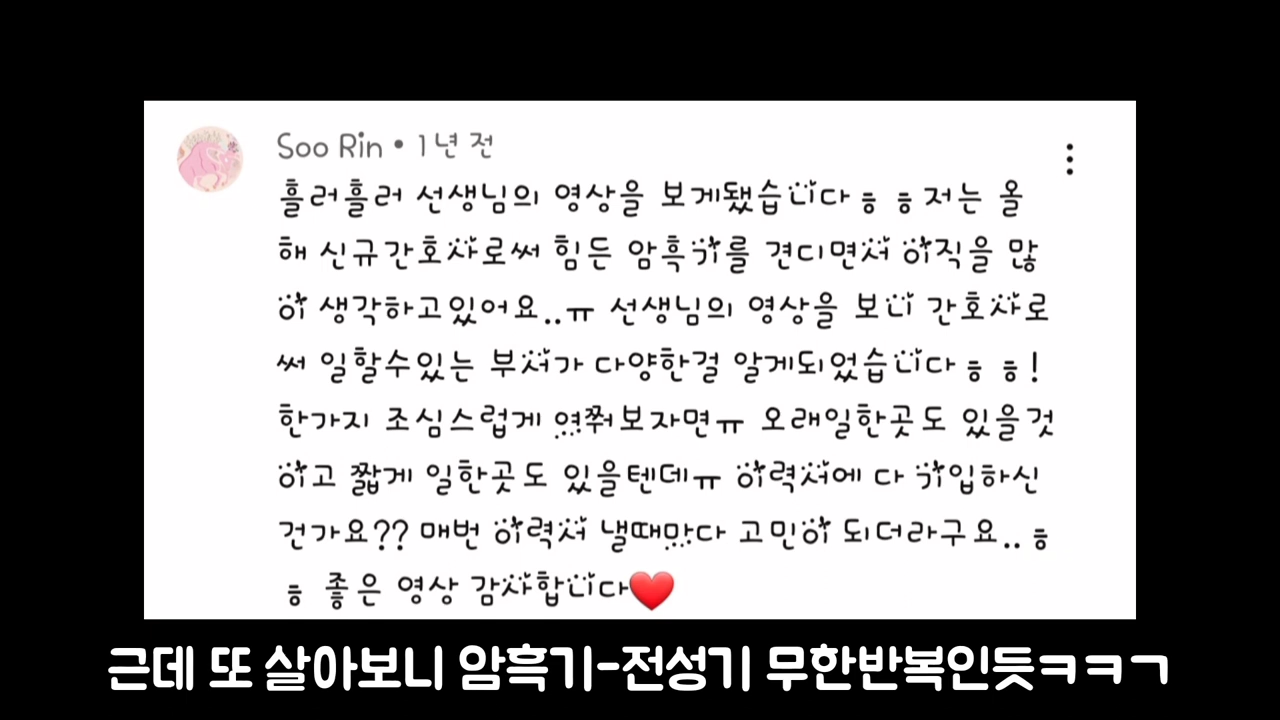 Soo Rin • 1년 전
흘러흘러 선생님의 영상을 보게됐습니다ㅎㅎ저는 올
해 신규간호사로써 힘든 암흑기를 견디면서 이직을 많
이 생각하고있어요..ㅠ 선생님의 영상을 보니 간호사로
써 일할수있는 부서가 다양한걸 알게되었습니다ㅎㅎ!
한가지 조심스럽게 엿쭤보자면ㅠ 오래일한곳도 있을것
이고 짧게 일한곳도 있을텐데ㅠ 이력서에 다 기입하신
건가요?? 매번 이력서 낼때맏다 고민이 되더라구요..ㅎ
ㅎ 좋은 영상 감사합니다❤️
근데 또 살아보니 암흑기-전성기 무한반복인듯ㅋㅋㄱ